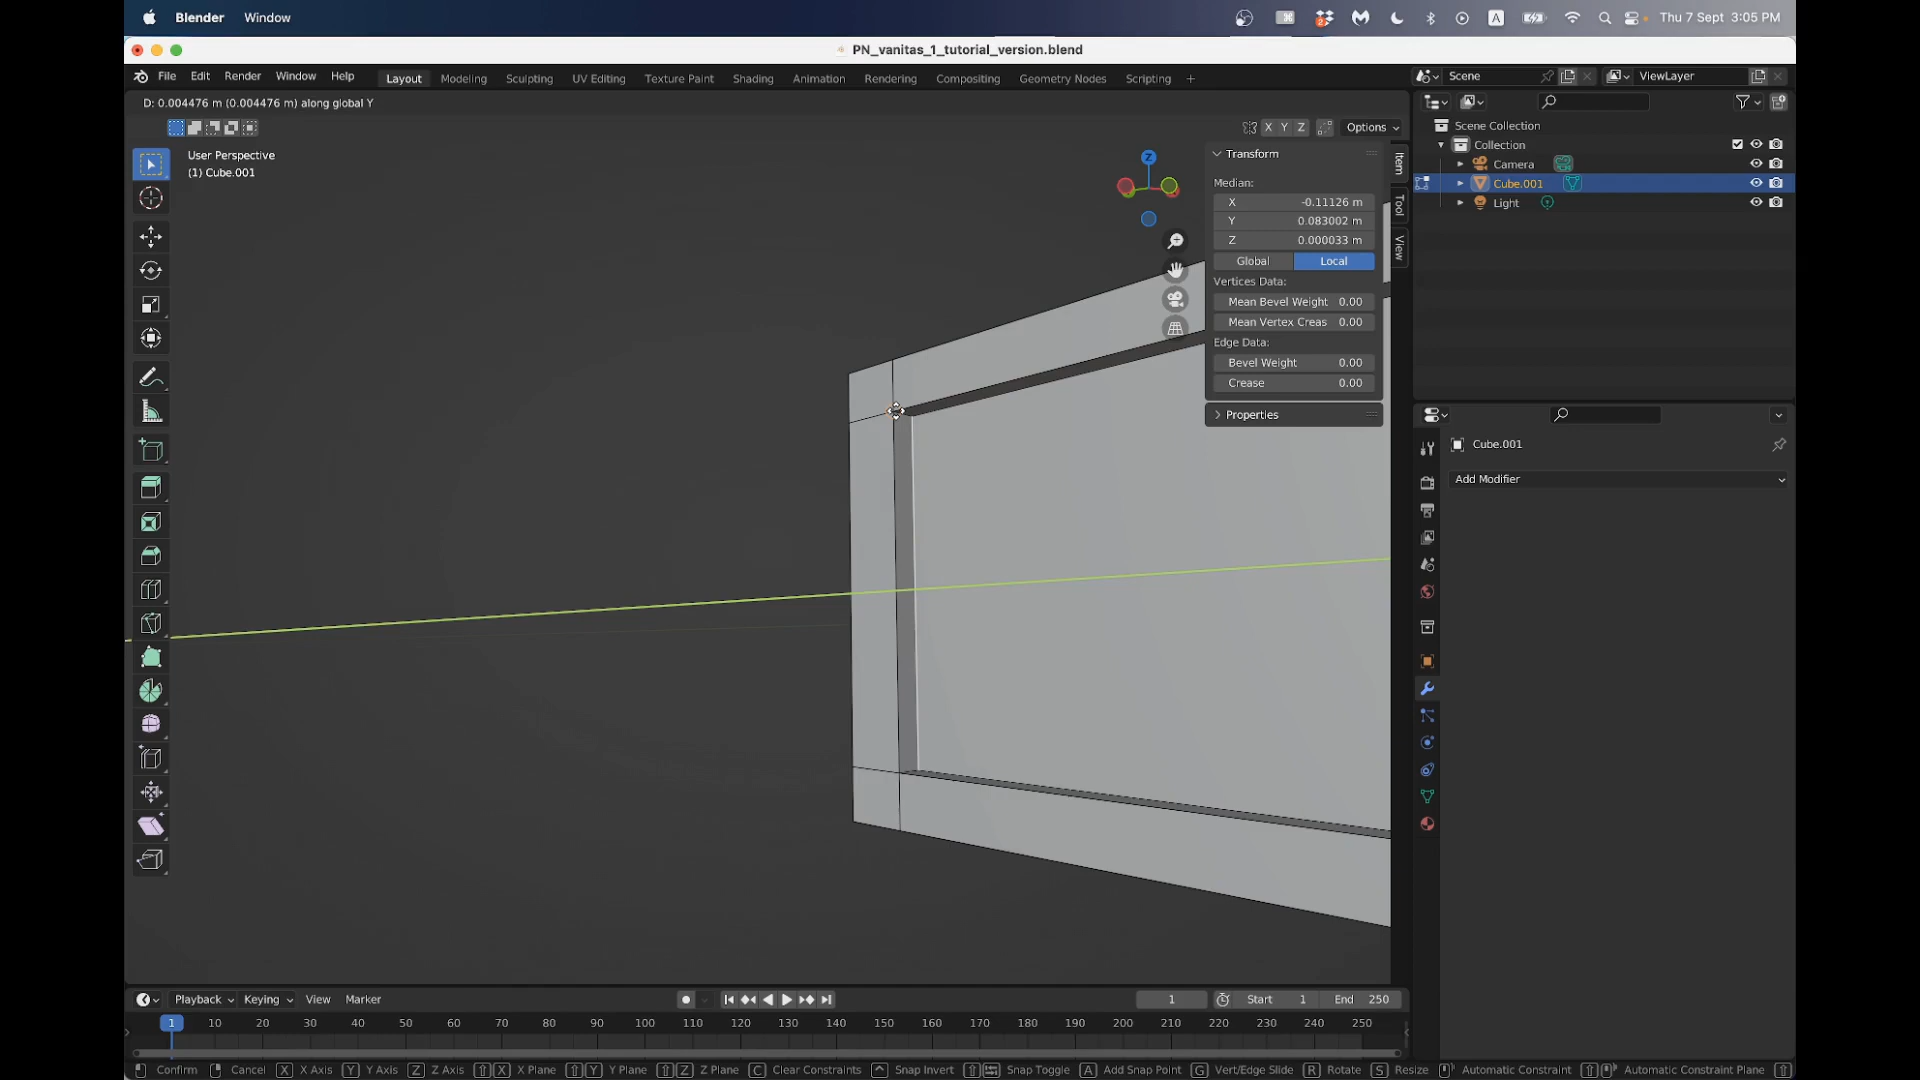 Blender Window
A
Thu 7 Sept 3:05 PM
PN_vanitas_1_tutorial_version.blend
File Edit Render Window Help
Layout Modeling Sculpting UV Editing Texture Paint Shading Animation Rendering Compositing Geometry Nodes Scripting +
Scene
ViewLayer
D: 0.004476 m (0.004476 m) along global Y
X Y Z
Options
User Perspective
(1) Cube.001
Z
Transform
Median:
X -0.11126 m
Y 0.083002 m
Z 0.000033 m
Global Local
Vertices Data:
Mean Bevel Weight 0.00
Mean Vertex Creas 0.00
Edge Data:
Bevel Weight 0.00
Crease 0.00
Properties
Item
Tool
View
Scene Collection
Collection
Camera
Cube.001
Light
Cube.001
Add Modifier
Playback Keying View Marker
1
Start 1 End 250
1 10 20 30 40 50 60 70 80 90 100 110 120 130 140 150 160 170 180 190 200 210 220 230 240 250
Confirm Cancel X X Axis Y Y Axis Z Z Axis X X Plane Y Y Plane Z Z Plane C Clear Constraints Snap Invert Snap Toggle A Add Snap Point G Vert/Edge Slide R Rotate S Resize Automatic Constraint Automatic Constraint Plane